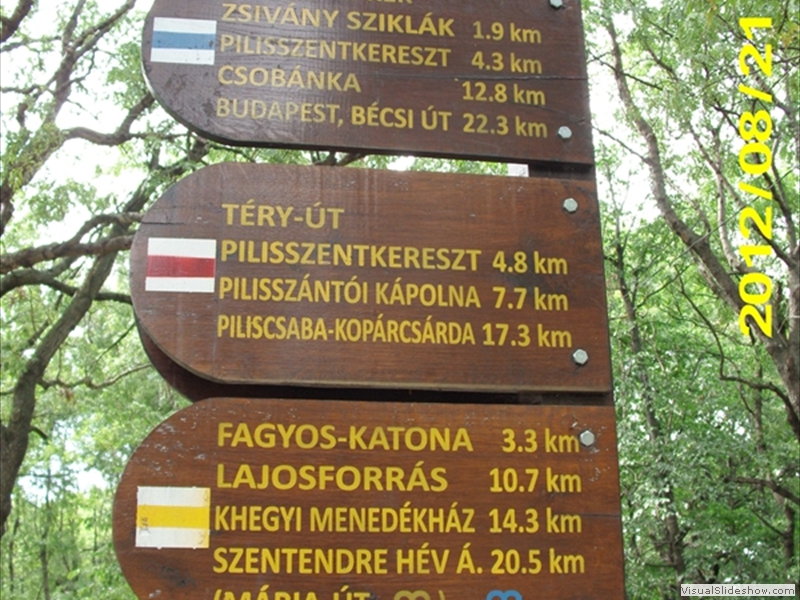 ZSIVÁNY SZIKLÁK 1.9 km
PILISSZENTKERESZT 4.3 km
CSOBÁNKA 12.8 km
BUDAPEST, BÉCSI ÚT 22.3 km
TÉRY-ÚT
PILISSZENTKERESZT 4.8 km
PILISSZÁNTÓI KÁPOLNA 7.7 km
PILISCSABA-KOPÁRCSÁRDA 17.3 km
FAGYOS-KATONA 3.3 km
LAJOSFORRÁS 10.7 km
KHEGYI MENEDÉKHÁZ 14.3 km
SZENTENDRE HÉV Á. 20.5 km
(MÁRIA-ÚT )
2012/08/21
VisualSlideshow.com